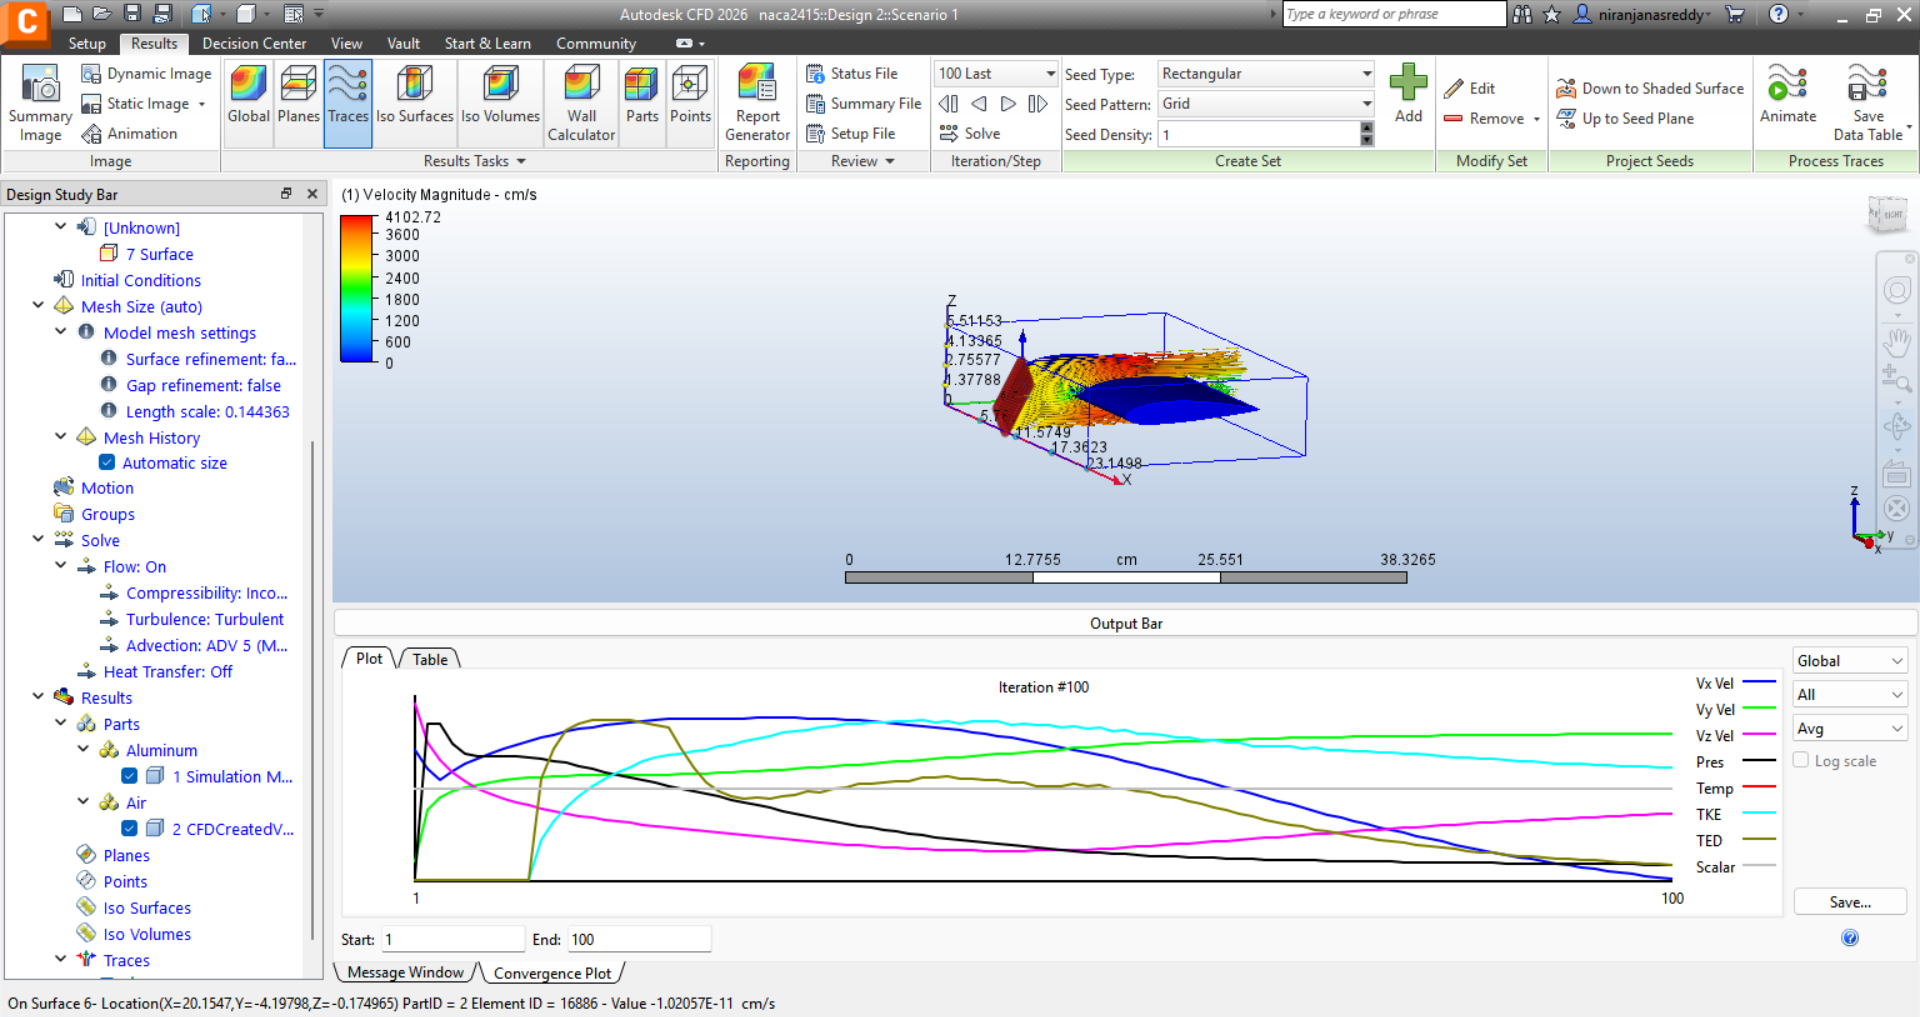 Autodesk CFD 2026 naca2415::Design 2::Scenario 1
Type a keyword or phrase
niranjanasreddy
Setup
Results
Decision Center
View
Vault
Start & Learn
Community
Summary Image
Dynamic Image
Static Image
Animation
Image
Global
Planes
Traces
Iso Surfaces
Iso Volumes
Wall Calculator
Parts
Points
Results Tasks
Report Generator
Reporting
Status File
Summary File
Setup File
Review
100 Last
Solve
Iteration/Step
Seed Type: Rectangular
Seed Pattern: Grid
Seed Density: 1
Create Set
Add
Edit
Remove
Modify Set
Down to Shaded Surface
Up to Seed Plane
Project Seeds
Animate
Save Data Table
Process Traces
Design Study Bar
[Unknown]
7 Surface
Initial Conditions
Mesh Size (auto)
Model mesh settings
Surface refinement: fa...
Gap refinement: false
Length scale: 0.144363
Mesh History
Automatic size
Motion
Groups
Solve
Flow: On
Compressibility: Inco...
Turbulence: Turbulent
Advection: ADV 5 (M...
Heat Transfer: Off
Results
Parts
Aluminum
1 Simulation M...
Air
2 CFDCreatedV...
Planes
Points
Iso Surfaces
Iso Volumes
Traces
(1) Velocity Magnitude - cm/s
4102.72
3600
3000
2400
1800
1200
600
0
Z
5.51153
4.13365
2.75577
1.37788
0
11.5749
17.3623
23.1498
X
RIGHT
z
y
x
0 12.7755 cm 25.551 38.3265
Output Bar
Plot
Table
Iteration #100
Vx Vel
Vy Vel
Vz Vel
Pres
Temp
TKE
TED
Scalar
1
100
Global
All
Avg
Log scale
Save...
Start: 1 End: 100
Message Window
Convergence Plot
On Surface 6- Location(X=20.1547,Y=-4.19798,Z=-0.174965) PartID = 2 Element ID = 16886 - Value -1.02057E-11 cm/s